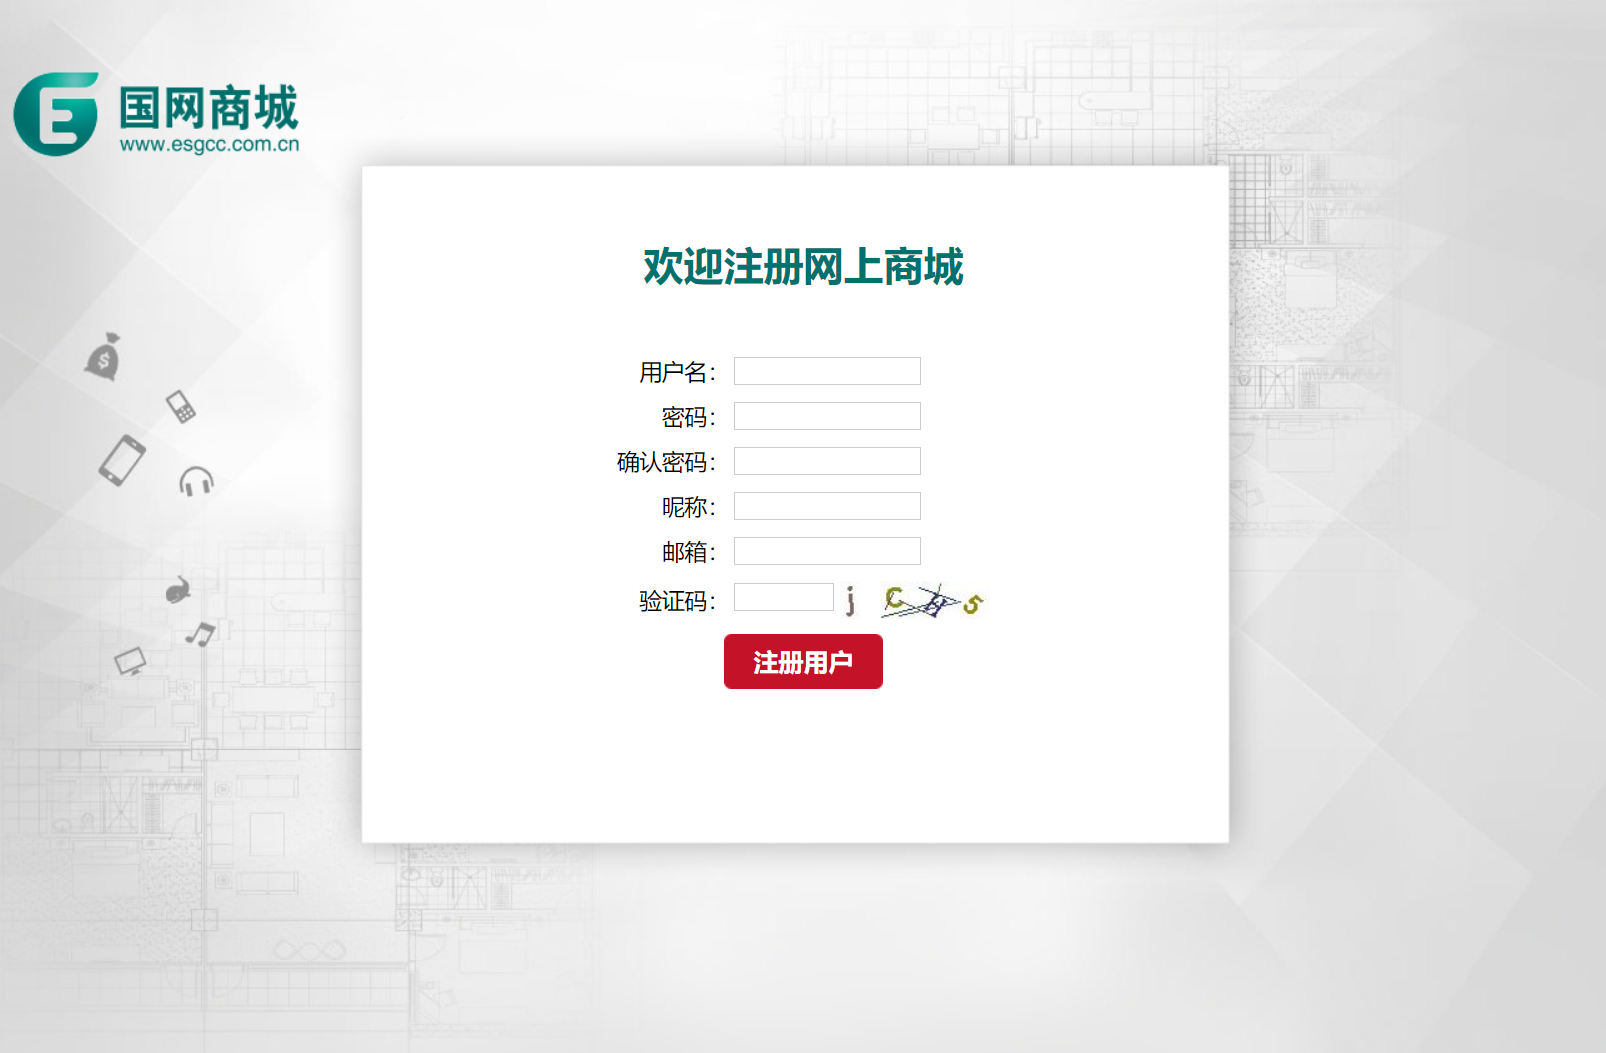 国网商城
www.esgcc.com.cn
欢迎注册网上商城
用户名：
密码：
确认密码：
昵称：
邮箱：
验证码：
注册用户